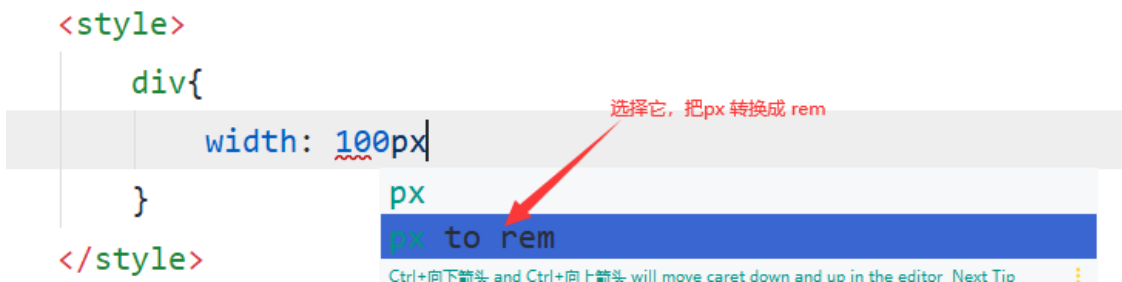 <style>
div{
选择它，把px 转换成 rem
width: 100px
}
px
px to rem
</style>
Ctrl+向下箭头 and Ctrl+向上箭头 will move caret down and up in the editor Next Tip